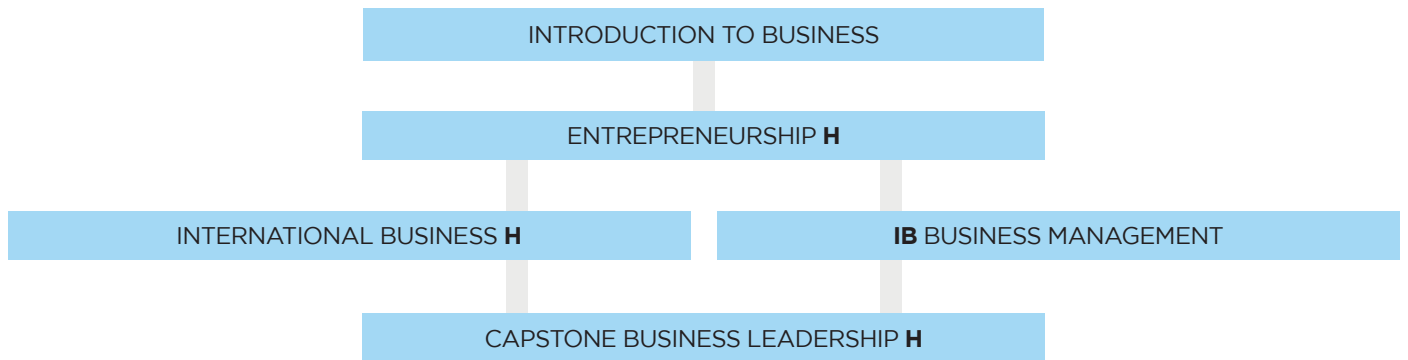 INTRODUCTION TO BUSINESS
ENTREPRENEURSHIP H
INTERNATIONAL BUSINESS H
IB BUSINESS MANAGEMENT
CAPSTONE BUSINESS LEADERSHIP H